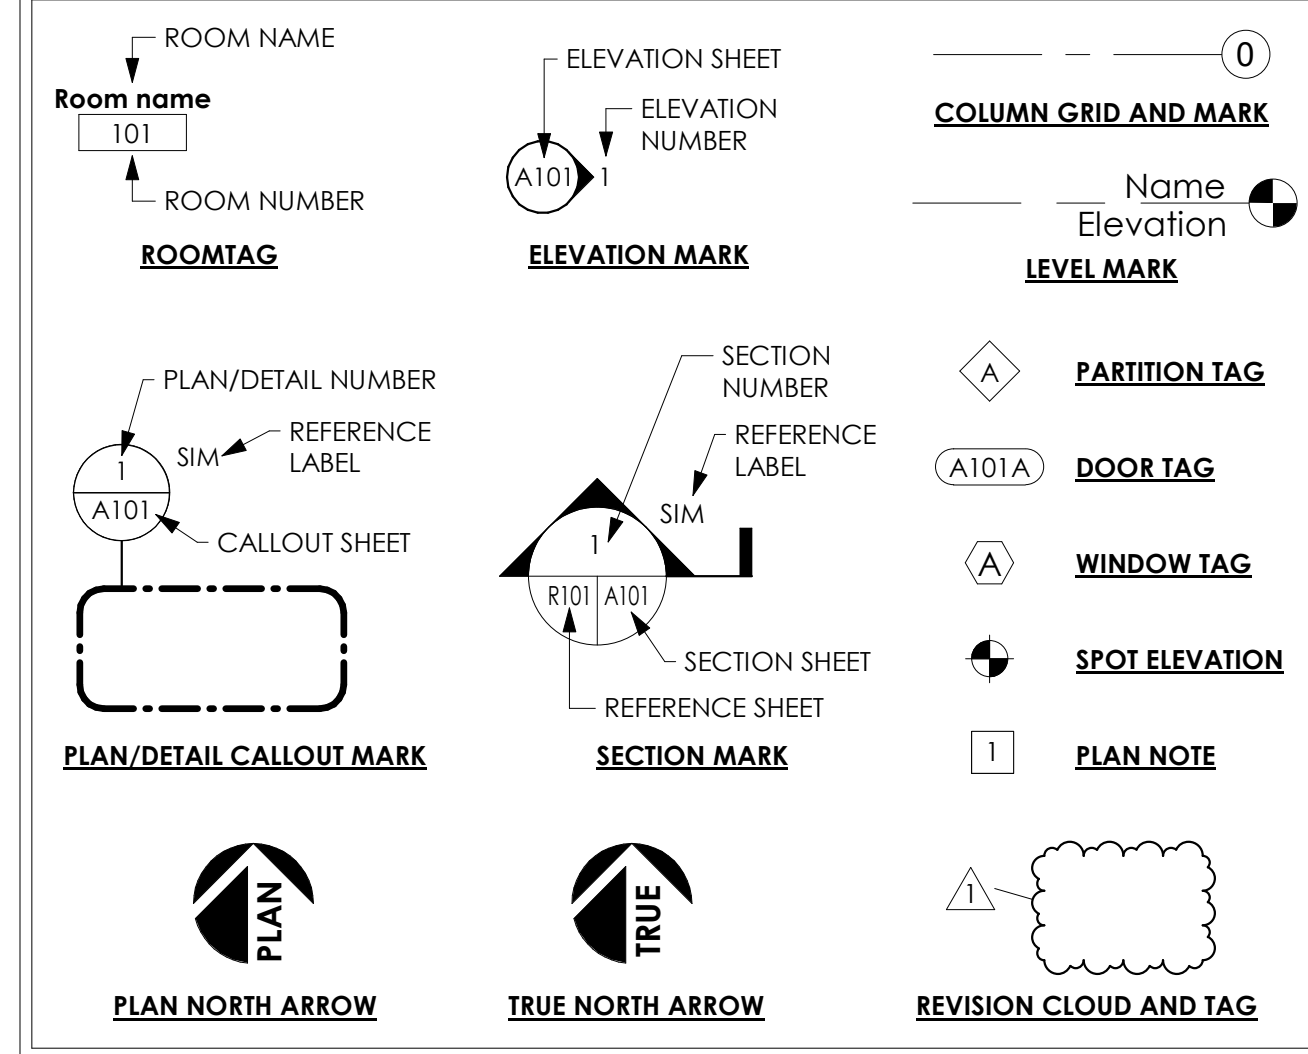 ROOM NAME
Room name
101
ROOM NUMBER
ROOMTAG
ELEVATION SHEET
ELEVATION
NUMBER
A101
1
ELEVATION MARK
0
COLUMN GRID AND MARK
Name
Elevation
LEVEL MARK
PLAN/DETAIL NUMBER
REFERENCE
LABEL
SIM
1
A101
CALLOUT SHEET
PLAN/DETAIL CALLOUT MARK
SECTION
NUMBER
REFERENCE
LABEL
SIM
1
R101
A101
SECTION SHEET
REFERENCE SHEET
SECTION MARK
A
PARTITION TAG
A101A
DOOR TAG
A
WINDOW TAG
SPOT ELEVATION
1
PLAN NOTE
PLAN
PLAN NORTH ARROW
TRUE
TRUE NORTH ARROW
1
REVISION CLOUD AND TAG